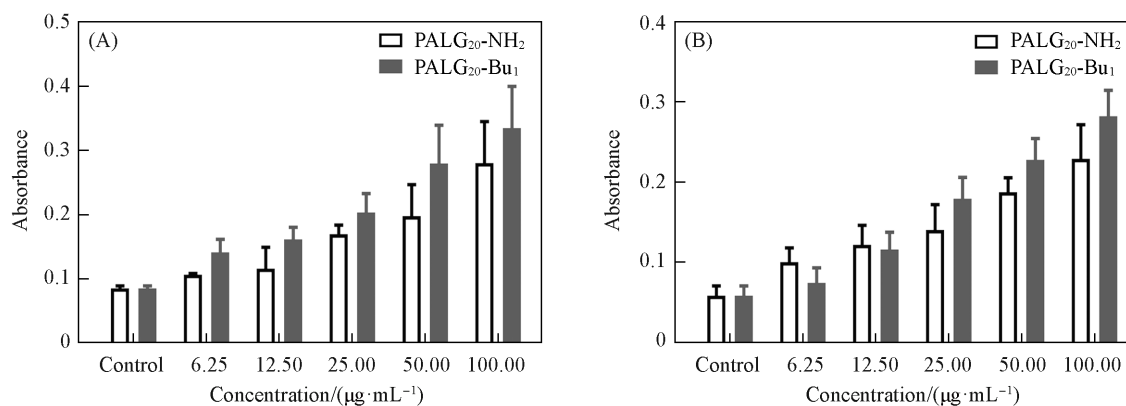 (A)
PALG₂₀-NH₂
PALG₂₀-Bu₁
Absorbance
0.5
0.4
0.3
0.2
0.1
0
Control 6.25 12.50 25.00 50.00 100.00
Concentration/(μg·mL⁻¹)
(B)
PALG₂₀-NH₂
PALG₂₀-Bu₁
Absorbance
0.4
0.3
0.2
0.1
0
Control 6.25 12.50 25.00 50.00 100.00
Concentration/(μg·mL⁻¹)